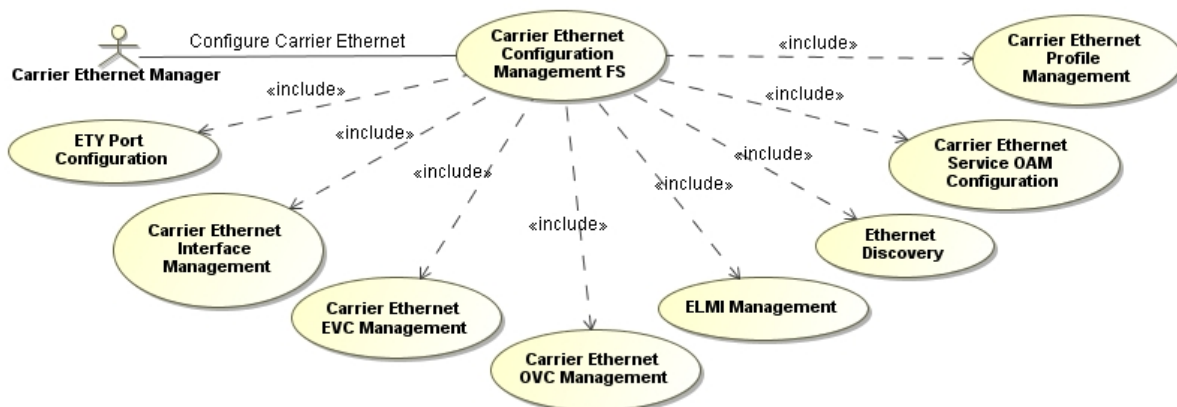 Carrier Ethernet Manager
Configure Carrier Ethernet
Carrier Ethernet
Configuration
Management FS
«include»
Carrier Ethernet
Profile
Management
«include»
ETY Port
Configuration
«include»
Carrier Ethernet
Interface
Management
«include»
Carrier Ethernet
EVC Management
«include»
Carrier Ethernet
OVC Management
«include»
ELMI Management
«include»
Ethernet
Discovery
«include»
Carrier Ethernet
Service OAM
Configuration